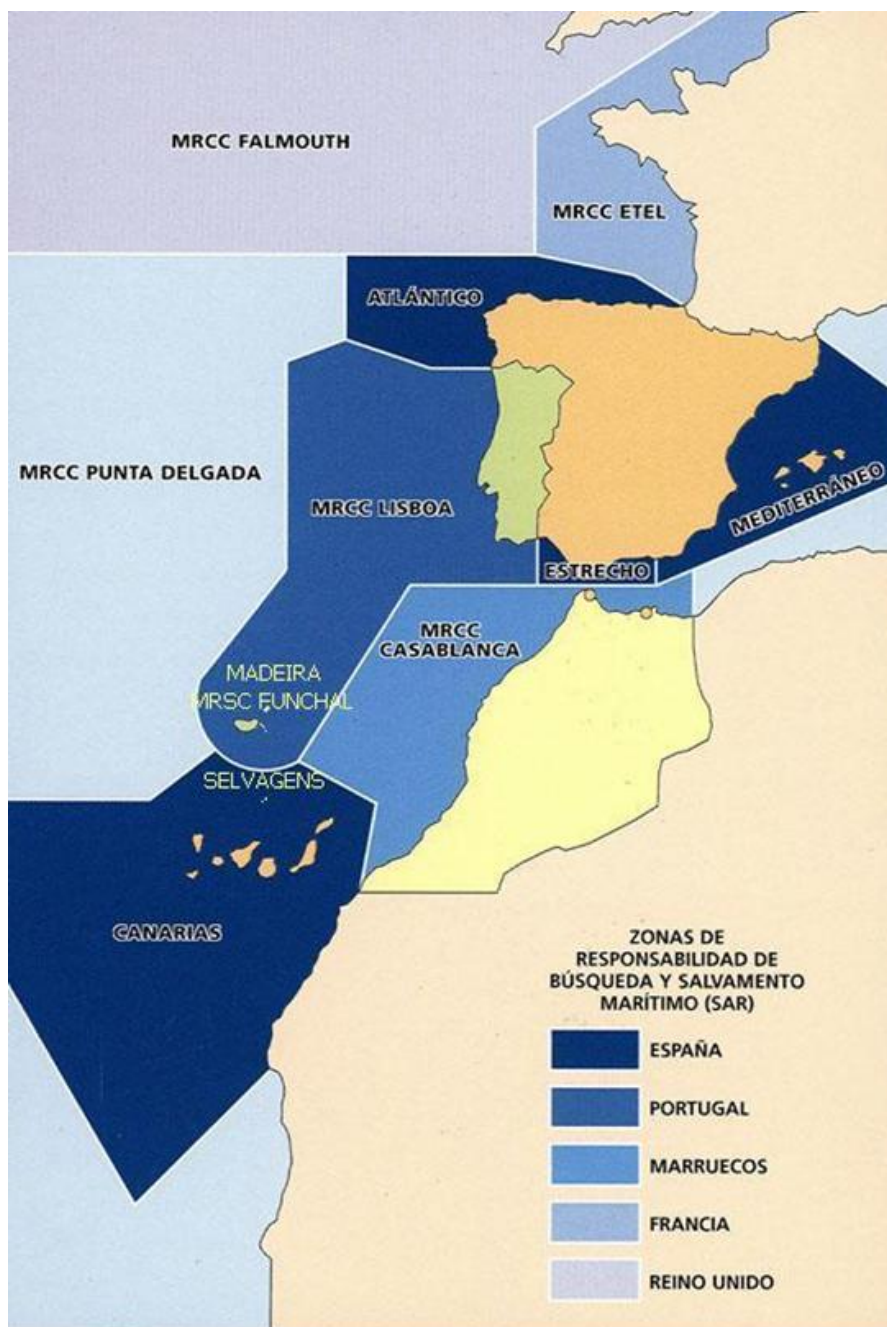 MRCC FALMOUTH
MRCC ETEL
ATLÁNTICO
MRCC PUNTA DELGADA
MRCC LISBOA
MEDITERRÁNEO
ESTRECHO
MRCC
CASABLANCA
MADEIRA
MRSC FUNCHAL
SELVAGENS
CANARIAS
ZONAS DE
RESPONSABILIDAD DE
BÚSQUEDA Y SALVAMENTO
MARÍTIMO (SAR)
ESPAÑA
PORTUGAL
MARRUECOS
FRANCIA
REINO UNIDO